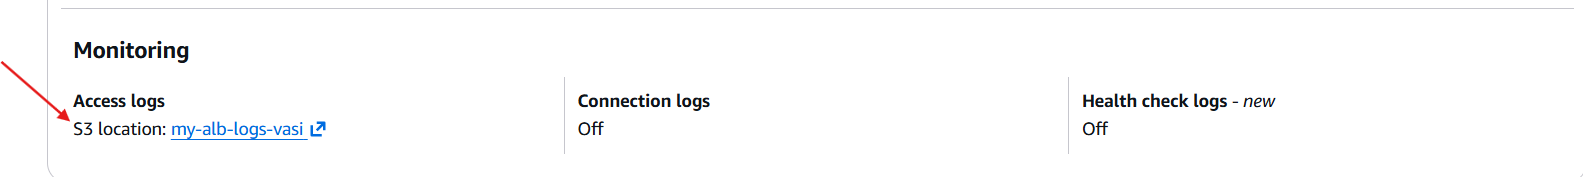 Monitoring
Access logs
S3 location: my-alb-logs-vasi
Connection logs
Off
Health check logs - new
Off